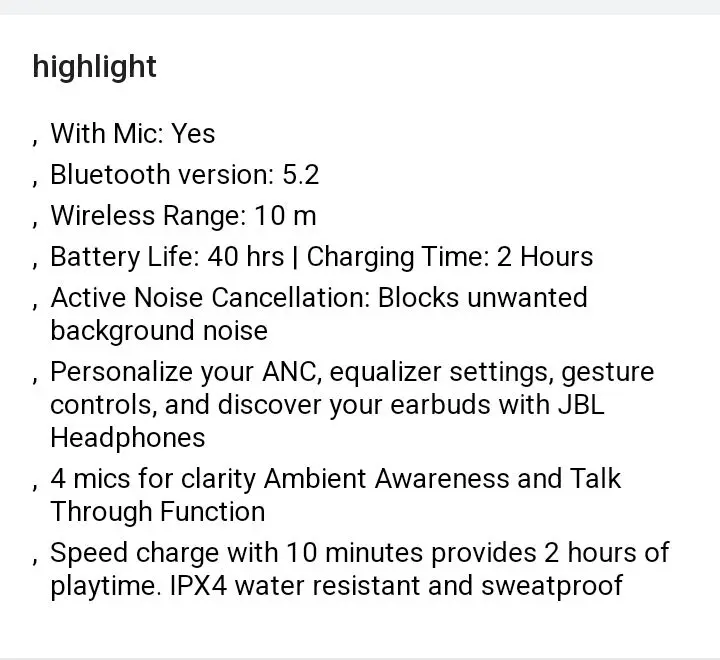 highlight
, With Mic: Yes
, Bluetooth version: 5.2
, Wireless Range: 10 m
, Battery Life: 40 hrs | Charging Time: 2 Hours
, Active Noise Cancellation: Blocks unwanted
background noise
, Personalize your ANC, equalizer settings, gesture
controls, and discover your earbuds with JBL
Headphones
, 4 mics for clarity Ambient Awareness and Talk
Through Function
, Speed charge with 10 minutes provides 2 hours of
playtime. IPX4 water resistant and sweatproof